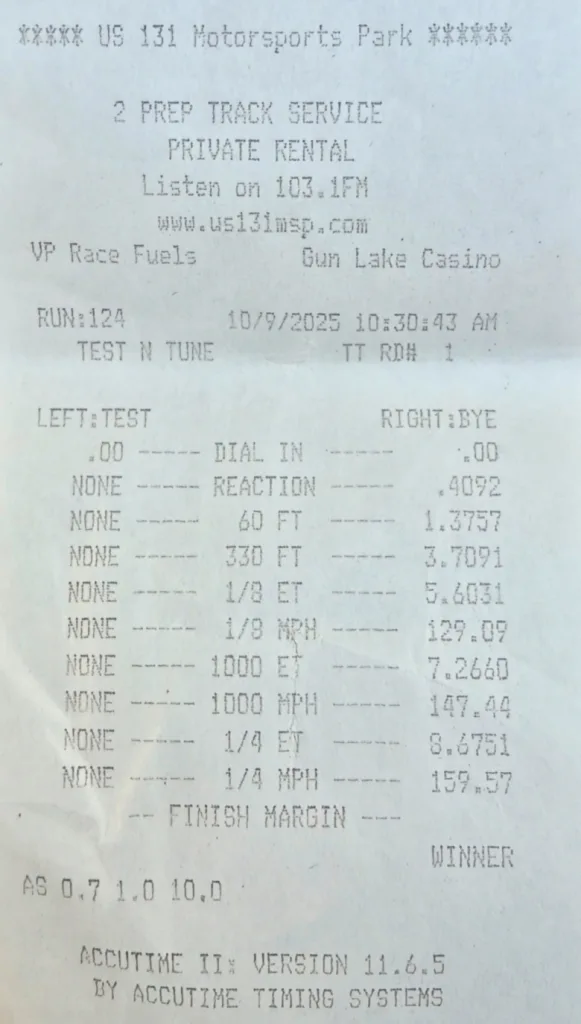 ***** US 131 Motorsports Park ******
2 PREP TRACK SERVICE
PRIVATE RENTAL
Listen on 103.1FM
www.us131msp.com
VP Race Fuels Gun Lake Casino
RUN:124 10/9/2025 10:30:43 AM
TEST N TUNE TT RD# 1
LEFT:TEST RIGHT:BYE
.00 ----- DIAL IN ----- .00
NONE ----- REACTION ----- .4092
NONE ----- 60 FT ----- 1.3757
NONE ----- 330 FT ----- 3.7091
NONE ----- 1/8 ET ----- 5.6031
NONE ----- 1/8 MPH ----- 129.09
NONE ----- 1000 ET ----- 7.2660
NONE ----- 1000 MPH ----- 147.44
NONE ----- 1/4 ET ----- 8.6751
NONE ----- 1/4 MPH ----- 159.57
-- FINISH MARGIN ---
WINNER
AS 0.7 1.0 10.0
ACCUTIME II: VERSION 11.6.5
BY ACCUTIME TIMING SYSTEMS